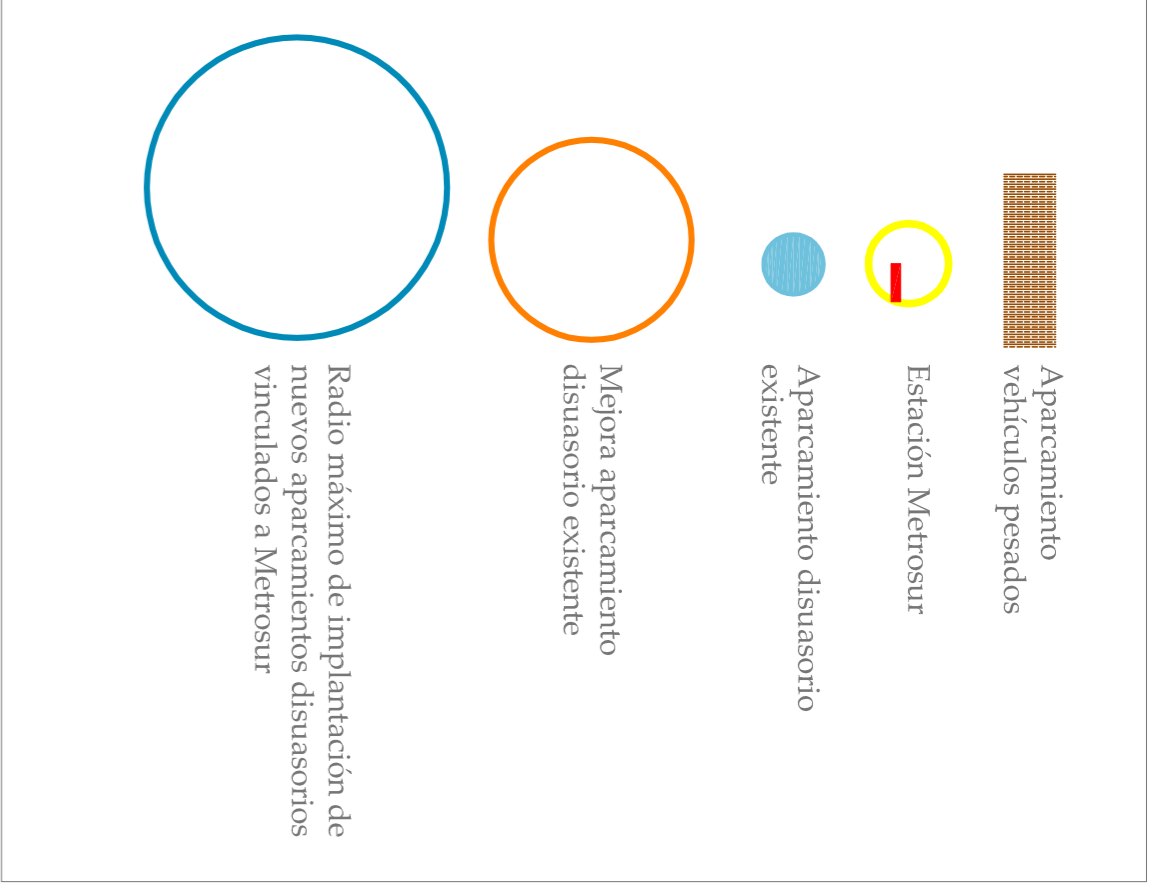 Aparcamiento
vehículos pesados
Estación Metrosur
Aparcamiento disuasorio
existente
Mejora aparcamiento
disuasorio existente
Radio máximo de implantación de
nuevos aparcamientos disuasorios
vinculados a Metrosur